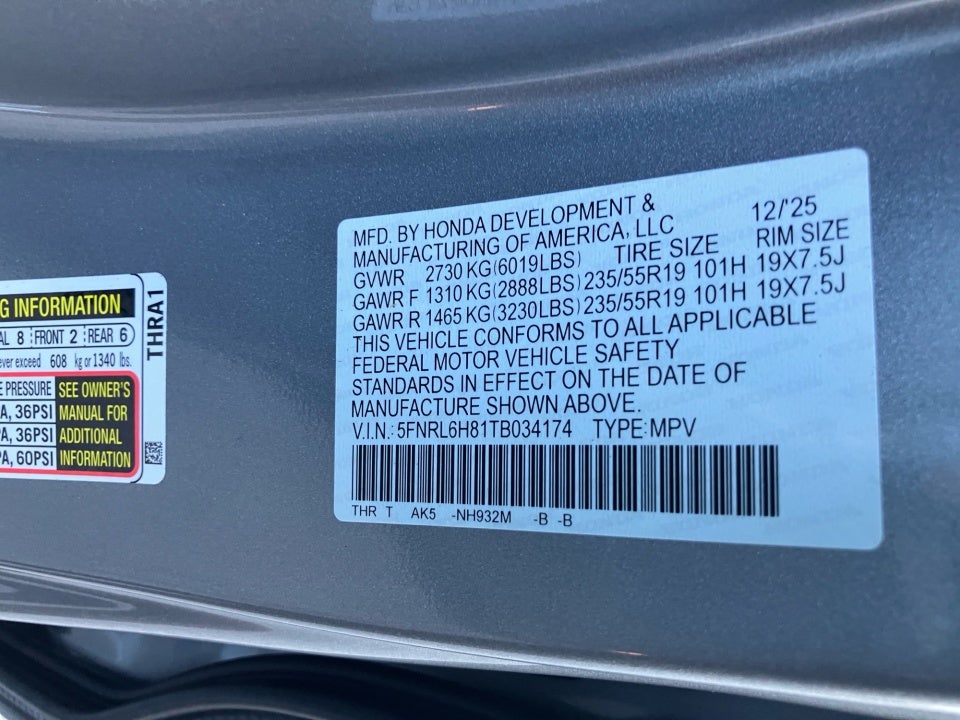 G INFORMATION
AL 8 FRONT 2 REAR 6
ever exceed 608 kg or 1340 lbs.
E PRESSURE SEE OWNER'S
A, 36PSI MANUAL FOR
PA, 36PSI ADDITIONAL
PA, 60PSI INFORMATION
THRA1
MFD. BY HONDA DEVELOPMENT & 12/'25
MANUFACTURING OF AMERICA, LLC
GVWR 2730 KG(6019LBS) TIRE SIZE RIM SIZE
GAWR F 1310 KG(2888LBS) 235/55R19 101H 19X7.5J
GAWR R 1465 KG(3230LBS) 235/55R19 101H 19X7.5J
THIS VEHICLE CONFORMS TO ALL APPLICABLE
FEDERAL MOTOR VEHICLE SAFETY
STANDARDS IN EFFECT ON THE DATE OF
MANUFACTURE SHOWN ABOVE.
V.I.N.: 5FNRL6H81TB034174 TYPE:MPV
THR T AK5 -NH932M -B -B